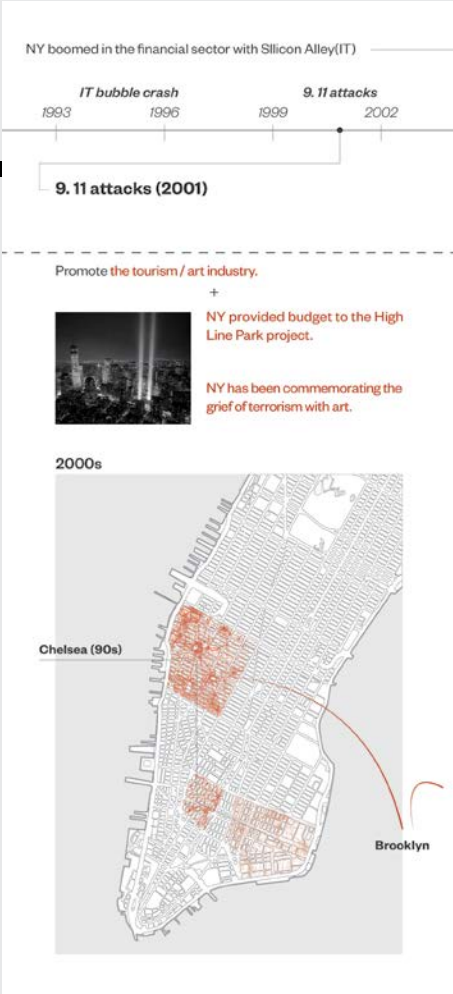 NY boomed in the financial sector with SIlicon Alley(IT)
IT bubble crash
9. 11 attacks
1993
1996
1999
2002
9. 11 attacks (2001)
Promote the tourism / art industry.
+
NY provided budget to the High
Line Park project.
NY has been commemorating the
grief of terrorism with art.
2000s
Chelsea (90s)
Brooklyn